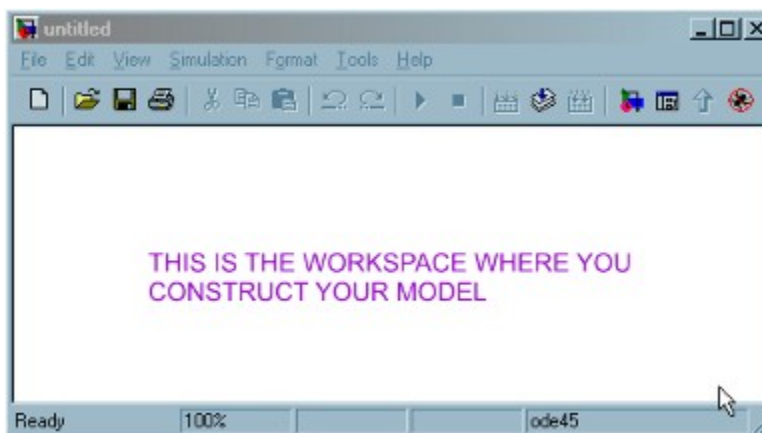 untitled
File Edit View Simulation Format Tools Help
THIS IS THE WORKSPACE WHERE YOU
CONSTRUCT YOUR MODEL
Ready 100% ode45